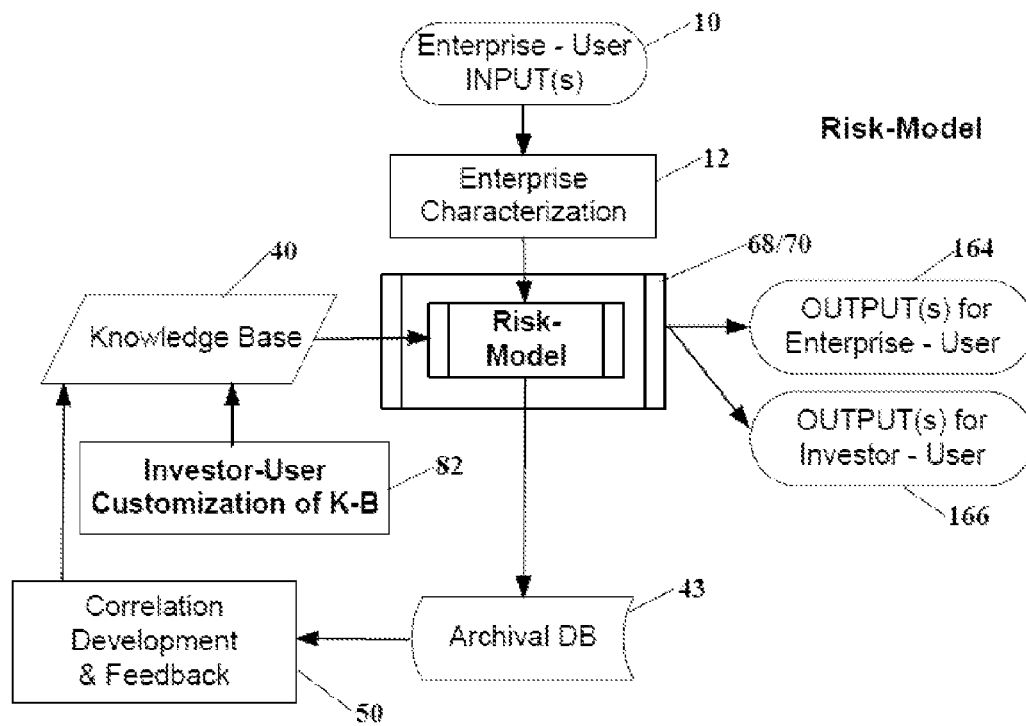 10
Enterprise - User
INPUT(s)
Risk-Model
12
Enterprise
Characterization
40
68/70
164
Knowledge Base
Risk-
Model
OUTPUT(s) for
Enterprise - User
Investor-User
Customization of K-B
82
OUTPUT(s) for
Investor - User
166
Correlation
Development
& Feedback
50
Archival DB
43